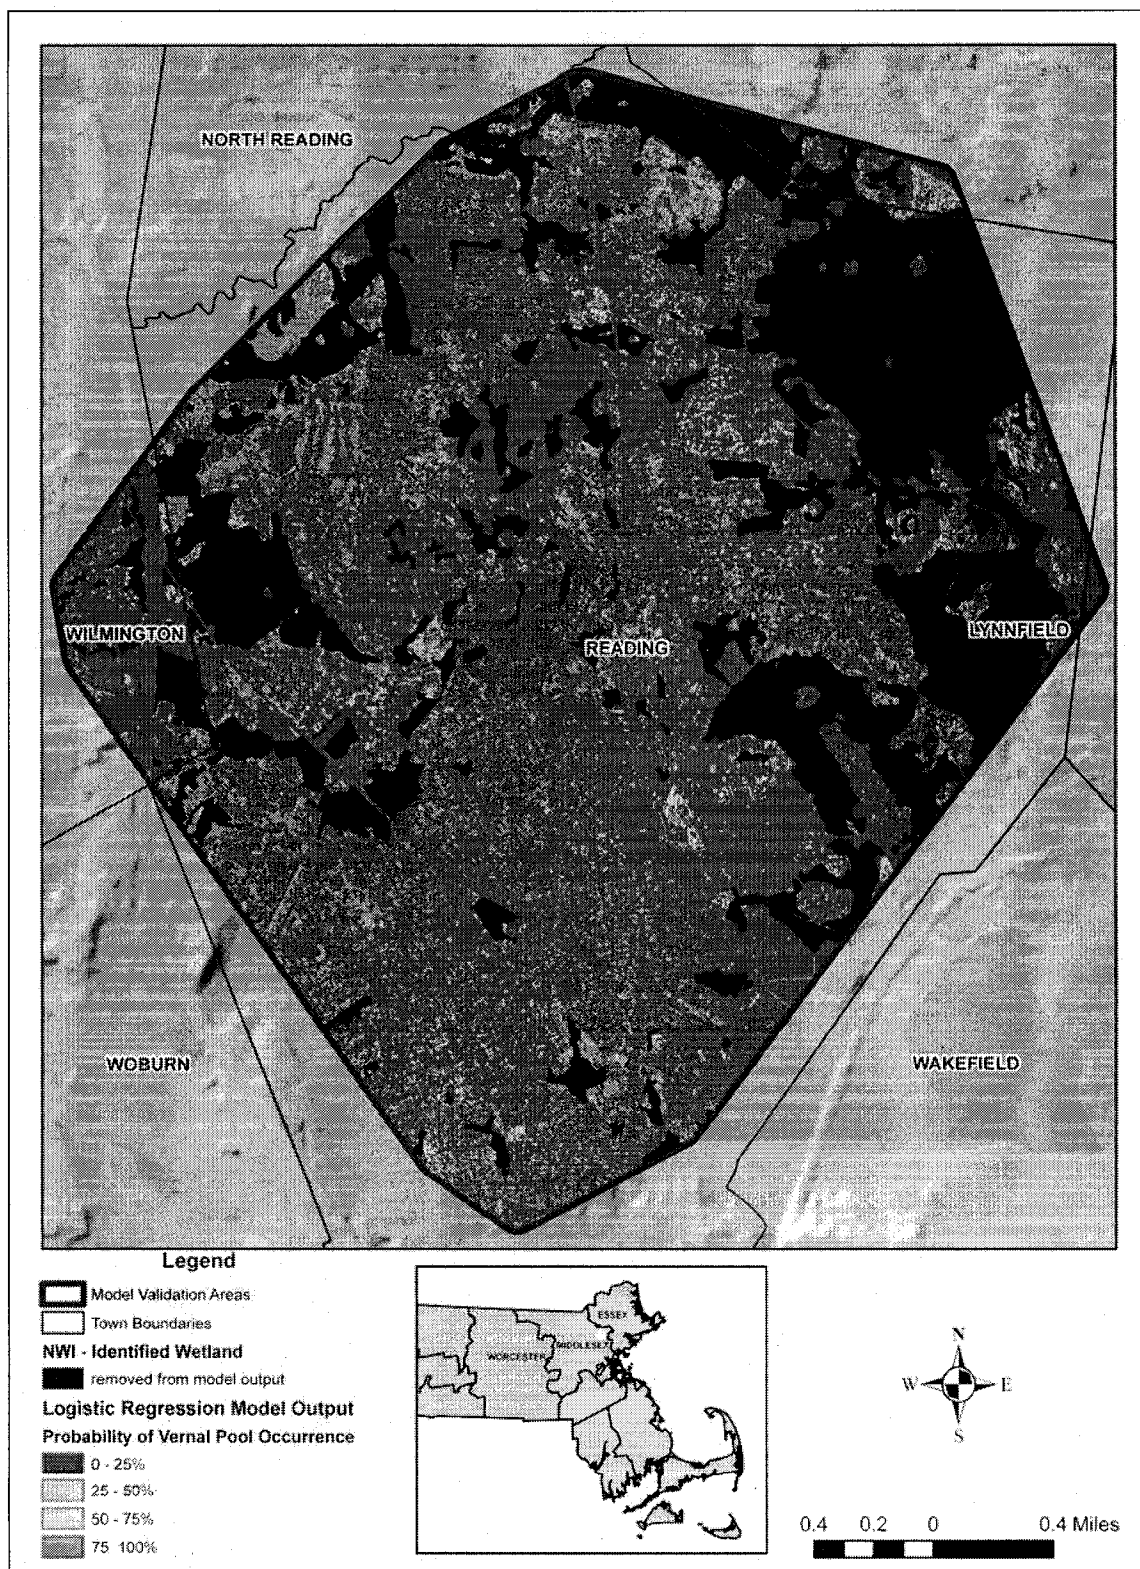 NORTH READING
WILMINGTON
READING
LYNNFIELD
WOBURN
WAKEFIELD
Legend
Model Validation Areas
Town Boundaries
NWI - Identified Wetland
removed from model output
Logistic Regression Model Output
Probability of Vernal Pool Occurrence
0 - 25%
25 - 50%
50 - 75%
75 100%
ESSEX
MIDDLESEX
WORCESTER
N
W E
S
0.4 0.2 0 0.4 Miles